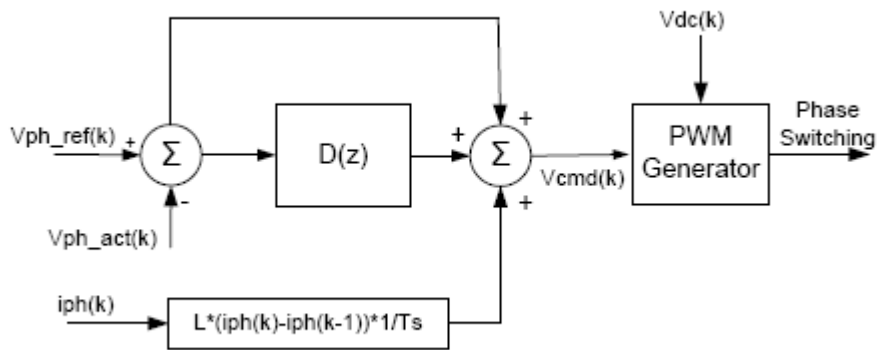 Vdc(k)
Vph_ref(k)
+
Σ
-
Vph_act(k)
D(z)
+
+
Σ
+
Vcmd(k)
PWM
Generator
Phase
Switching
iph(k)
L*(iph(k)-iph(k-1))*1/Ts